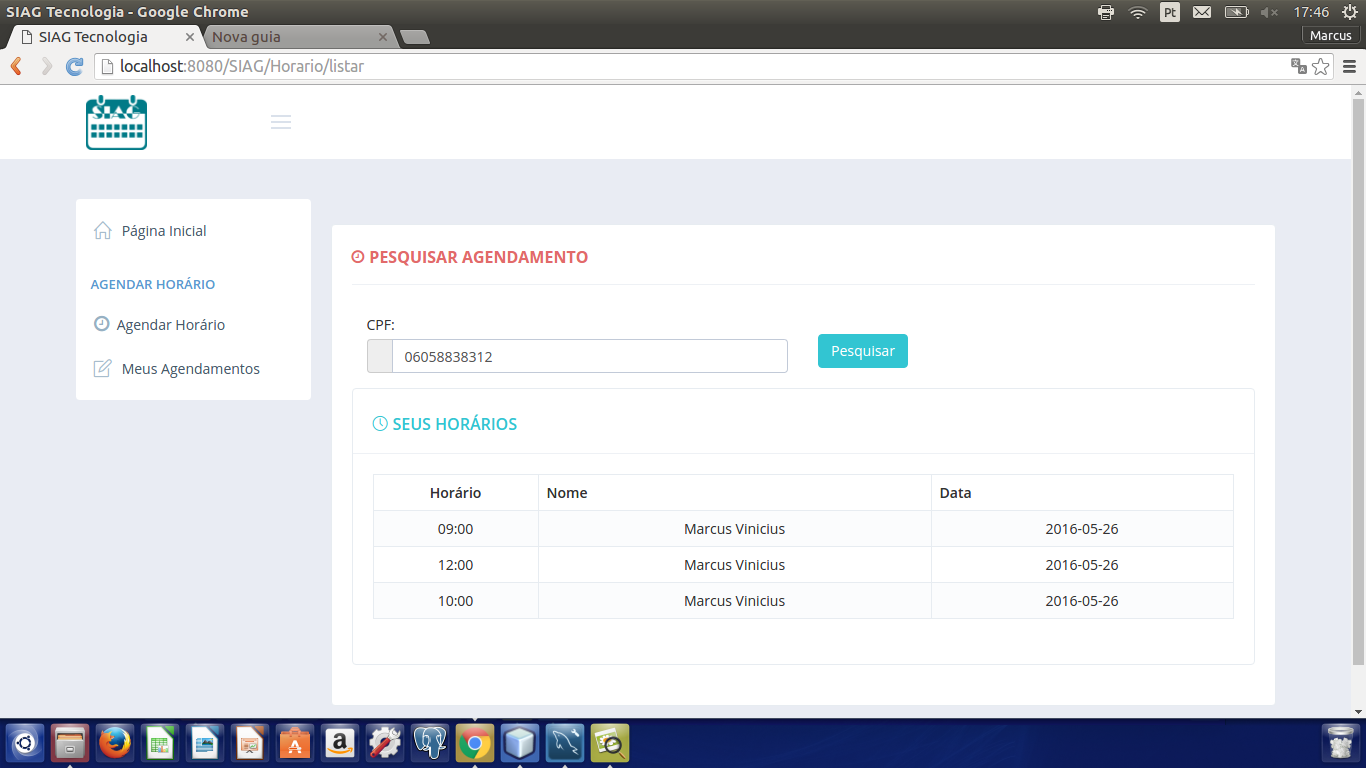 SIAG Tecnologia - Google Chrome
Pt
17:46
SIAG Tecnologia
Nova guia
Marcus
localhost:8080/SIAG/Horario/listar
SIAG
Página Inicial
AGENDAR HORÁRIO
Agendar Horário
Meus Agendamentos
PESQUISAR AGENDAMENTO
CPF:
06058838312
Pesquisar
SEUS HORÁRIOS
Horário Nome Data
09:00 Marcus Vinicius 2016-05-26
12:00 Marcus Vinicius 2016-05-26
10:00 Marcus Vinicius 2016-05-26